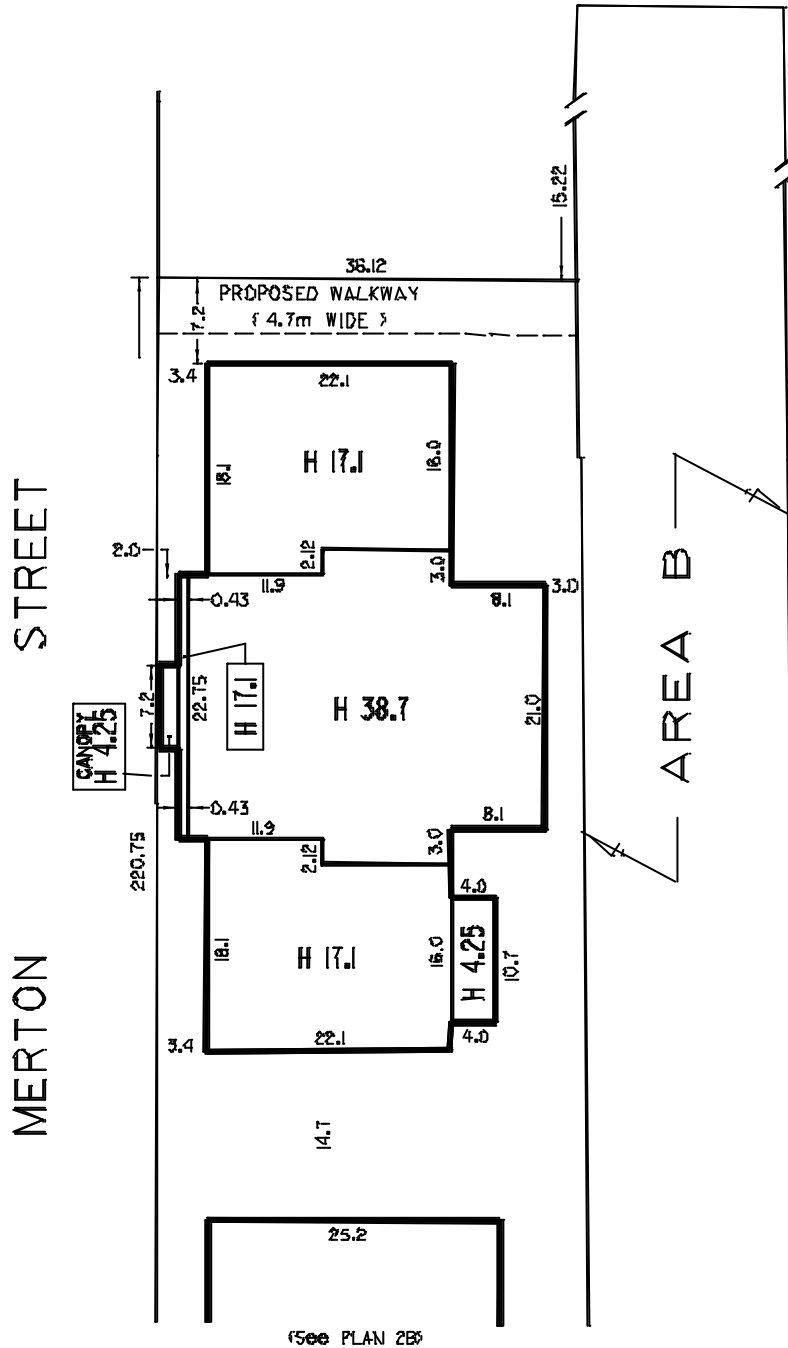 15.22
36.12
PROPOSED WALKWAY
( 4.7m WIDE )
7.2
3.4
22.1
18.1
H 17.1
16.0
2.0
2.12
11.9
3.0
8.1
3.0
0.43
7.2
22.75
H 17.1
H 38.7
21.0
CANOPY
H 4.25
0.43
11.9
2.12
3.0
8.1
220.75
4.0
18.1
H 17.1
16.0
H 4.25
10.7
3.4
22.1
4.0
14.7
25.2
(See PLAN 2B)
MERTON STREET
AREA B